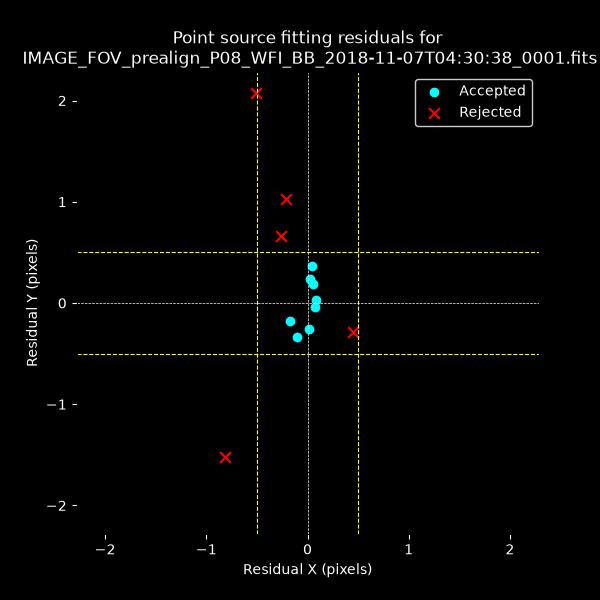 Point source fitting residuals for
IMAGE_FOV_prealign_P08_WFI_BB_2018-11-07T04:30:38_0001.fits
Accepted
Rejected
2
1
0
−1
−2
Residual Y (pixels)
−2
−1
0
1
2
Residual X (pixels)